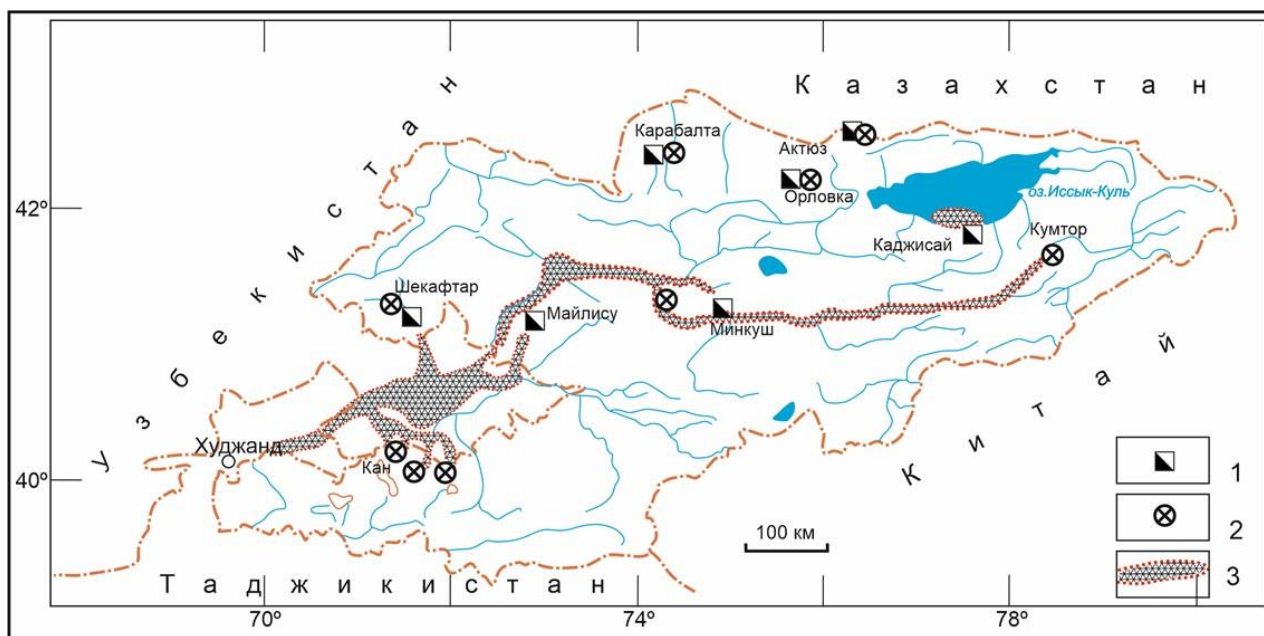 Казахстан
Узбекистан
Карабалта
Актюз
Орловка
оз.Иссык-Куль
42°
Каджисай
Кумтор
Шекафтар
Майлису
Минкуш
Китай
Худжанд
Кан
40°
100 км
Таджикистан
1
2
3
70°
74°
78°